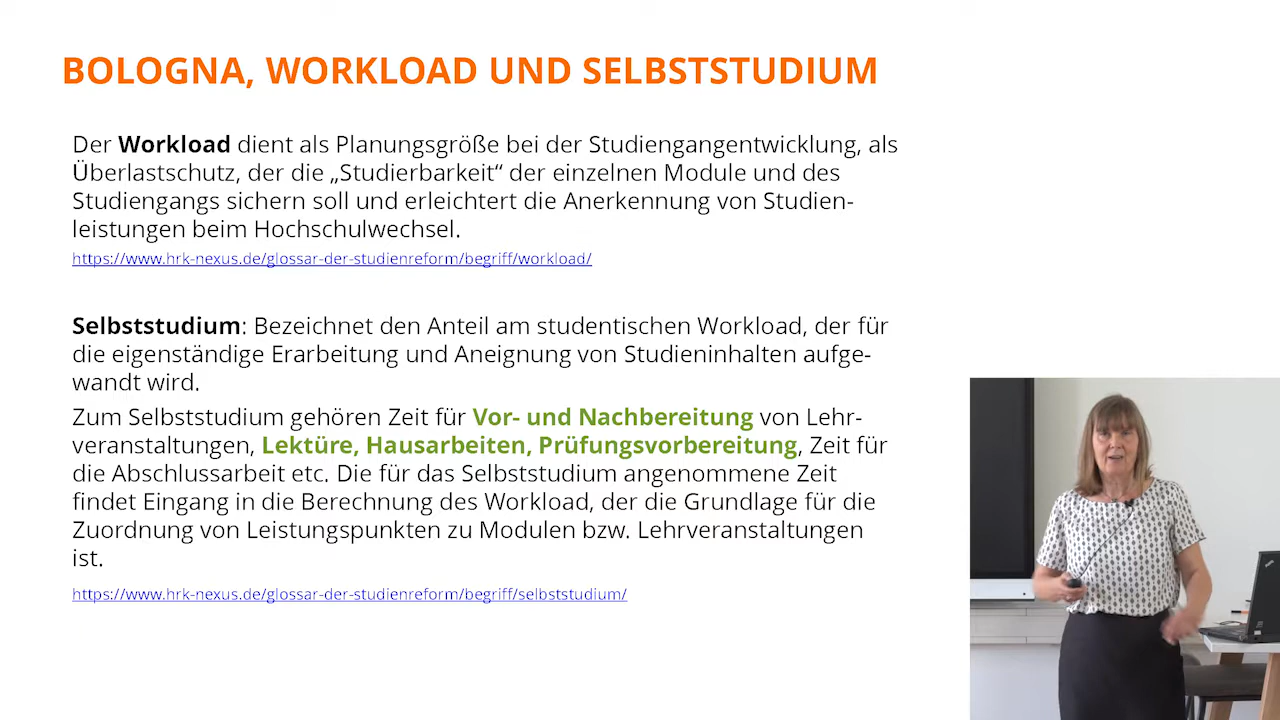 BOLOGNA, WORKLOAD UND SELBSTSTUDIUM
Der Workload dient als Planungsgröße bei der Studiengangentwicklung, als
Überlastschutz, der die „Studierbarkeit“ der einzelnen Module und des
Studiengangs sichern soll und erleichtert die Anerkennung von Studien-
leistungen beim Hochschulwechsel.
https://www.hrk-nexus.de/glossar-der-studienreform/begriff/workload/
Selbststudium: Bezeichnet den Anteil am studentischen Workload, der für
die eigenständige Erarbeitung und Aneignung von Studieninhalten aufge-
wandt wird.
Zum Selbststudium gehören Zeit für Vor- und Nachbereitung von Lehr-
veranstaltungen, Lektüre, Hausarbeiten, Prüfungsvorbereitung, Zeit für
die Abschlussarbeit etc. Die für das Selbststudium angenommene Zeit
findet Eingang in die Berechnung des Workload, der die Grundlage für die
Zuordnung von Leistungspunkten zu Modulen bzw. Lehrveranstaltungen
ist.
https://www.hrk-nexus.de/glossar-der-studienreform/begriff/selbststudium/